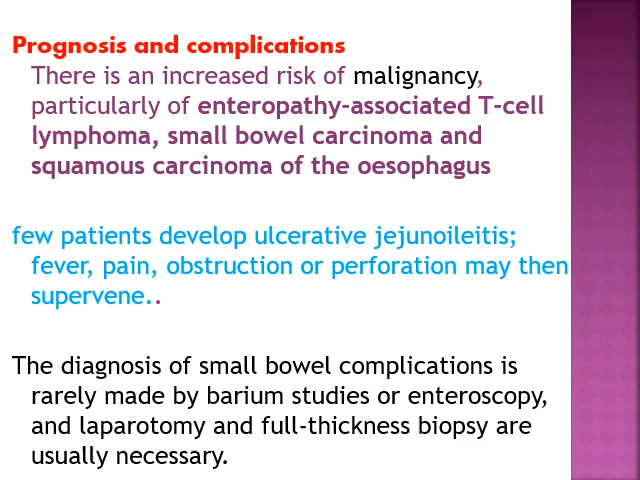 Prognosis and complications
There is an increased risk of malignancy,
particularly of enteropathy-associated T-cell
lymphoma, small bowel carcinoma and
squamous carcinoma of the oesophagus
few patients develop ulcerative jejunoileitis;
fever, pain, obstruction or perforation may then
supervene..
The diagnosis of small bowel complications is
rarely made by barium studies or enteroscopy,
and laparotomy and full-thickness biopsy are
usually necessary.